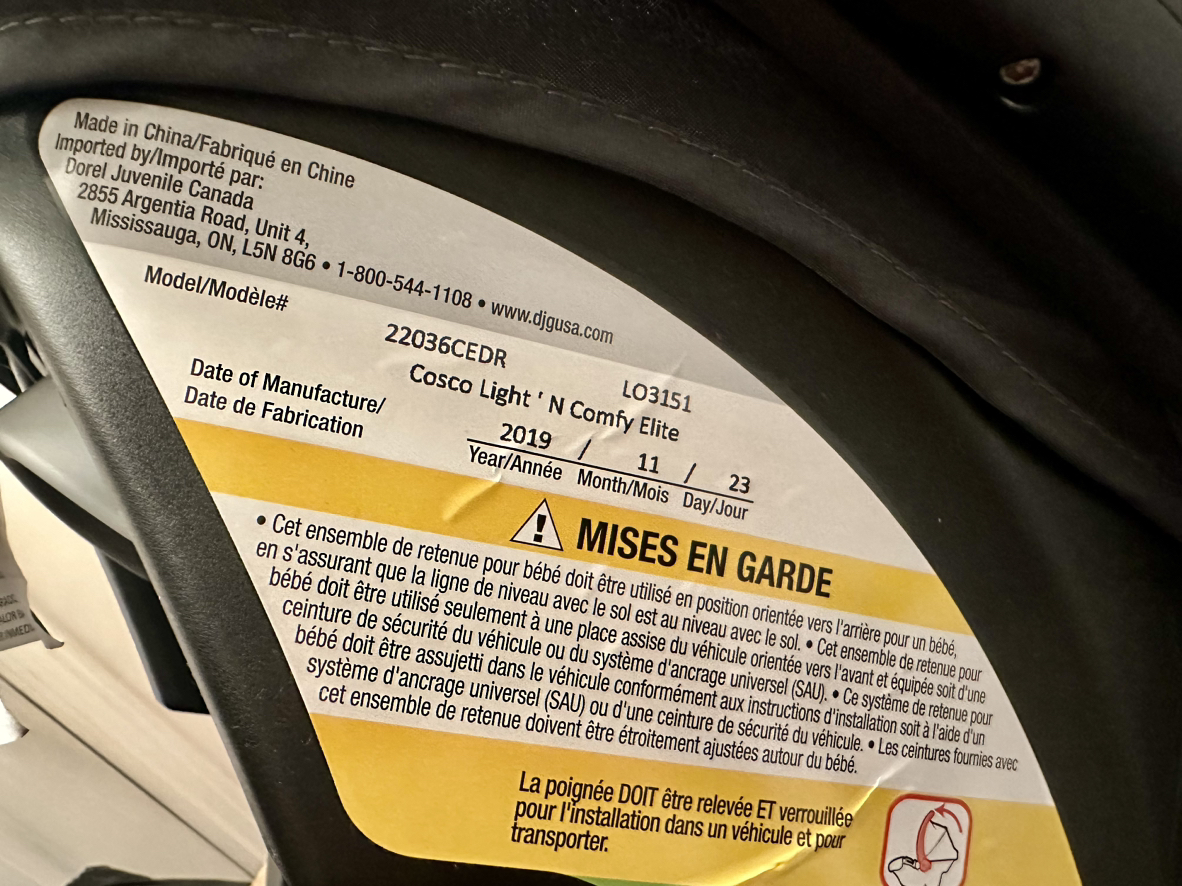 Made in China/Fabriqué en Chine
Imported by/Importé par:
Dorel Juvenile Canada
2855 Argentia Road, Unit 4,
Mississauga, ON, L5N 8G6 • 1-800-544-1108 • www.djgusa.com
Model/Modèle#
22036CEDR LO3151
Cosco Light ' N Comfy Elite
Date of Manufacture/
Date de Fabrication
2019 / 11 / 23
Year/Année Month/Mois Day/Jour
MISES EN GARDE
• Cet ensemble de retenue pour bébé doit être utilisé en position orientée vers l'arrière pour un bébé,
en s'assurant que la ligne de niveau avec le sol est au niveau avec le sol. • Cet ensemble de retenue pour
bébé doit être utilisé seulement à une place assise du véhicule orientée vers l'avant et équipée soit d'une
ceinture de sécurité du véhicule ou du système d'ancrage universel (SAU). • Ce système de retenue pour
bébé doit être assujetti dans le véhicule conformément aux instructions d'installation soit à l'aide d'un
système d'ancrage universel (SAU) ou d'une ceinture de sécurité du véhicule. • Les ceintures fournies avec
cet ensemble de retenue doivent être étroitement ajustées autour du bébé.
La poignée DOIT être relevée ET verrouillée
pour l'installation dans un véhicule et pour
transporter.